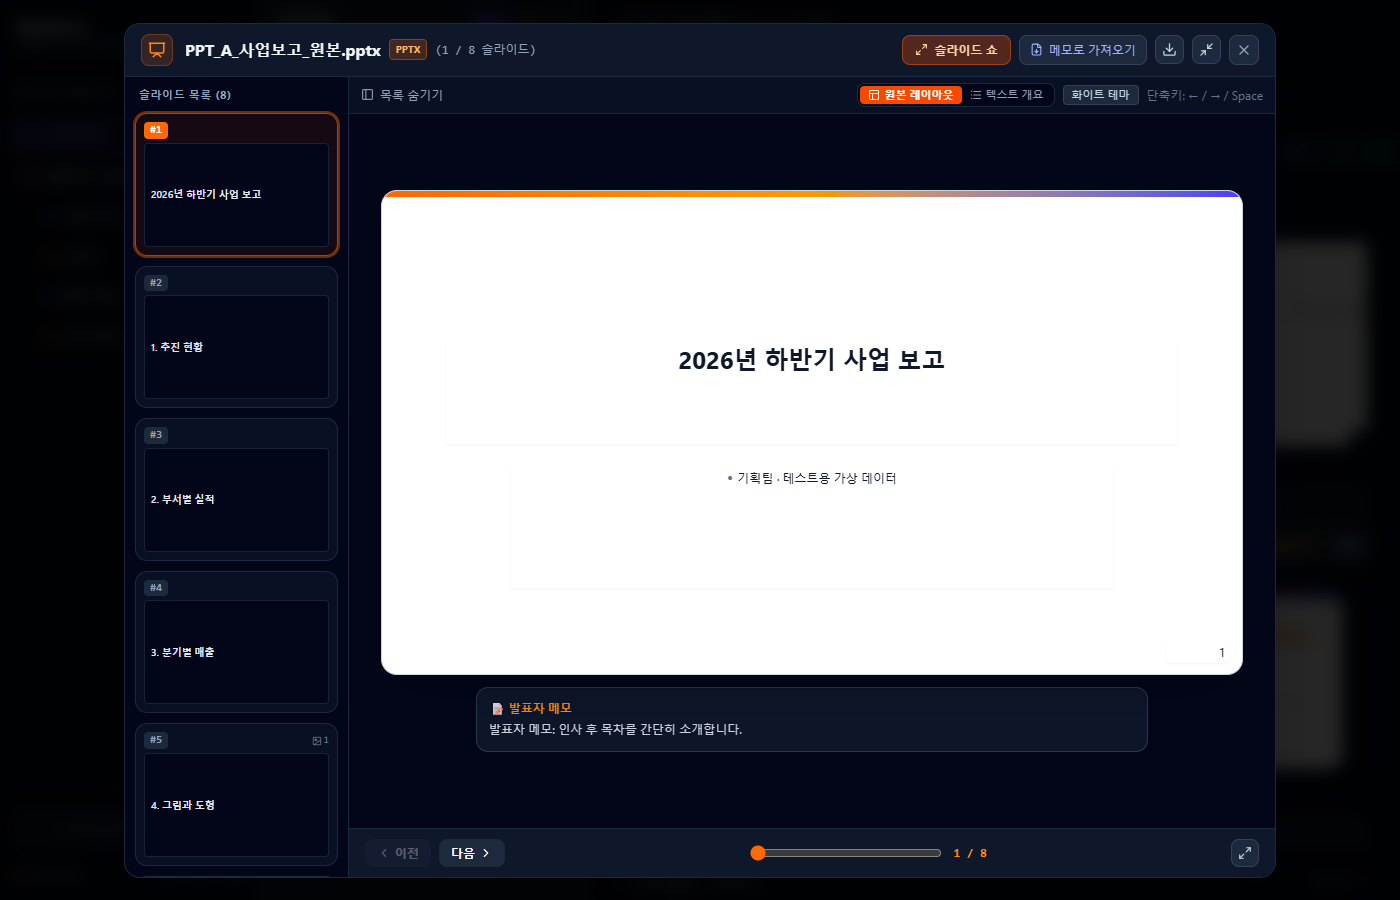 PPT_A_사업보고_원본.pptx PPTX (1 / 8 슬라이드)
슬라이드 쇼
메모로 가져오기
슬라이드 목록 (8)
목록 숨기기
원본 레이아웃
텍스트 개요
화이트 테마
단축키: ← / → / Space
#1
2026년 하반기 사업 보고
#2
1. 추진 현황
#3
2. 부서별 실적
#4
3. 분기별 매출
#5
1
4. 그림과 도형
2026년 하반기 사업 보고
• 기획팀 · 테스트용 가상 데이터
1
발표자 메모
발표자 메모: 인사 후 목차를 간단히 소개합니다.
이전
다음
1 / 8